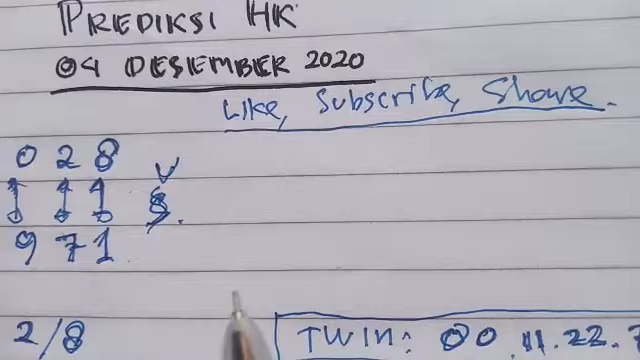 PREDIKSI HK
04 DESEMBER 2020
Like, Subscribe, Share.
0 2 8
9 7 1
2/8
TWIN: 00 11.22.7